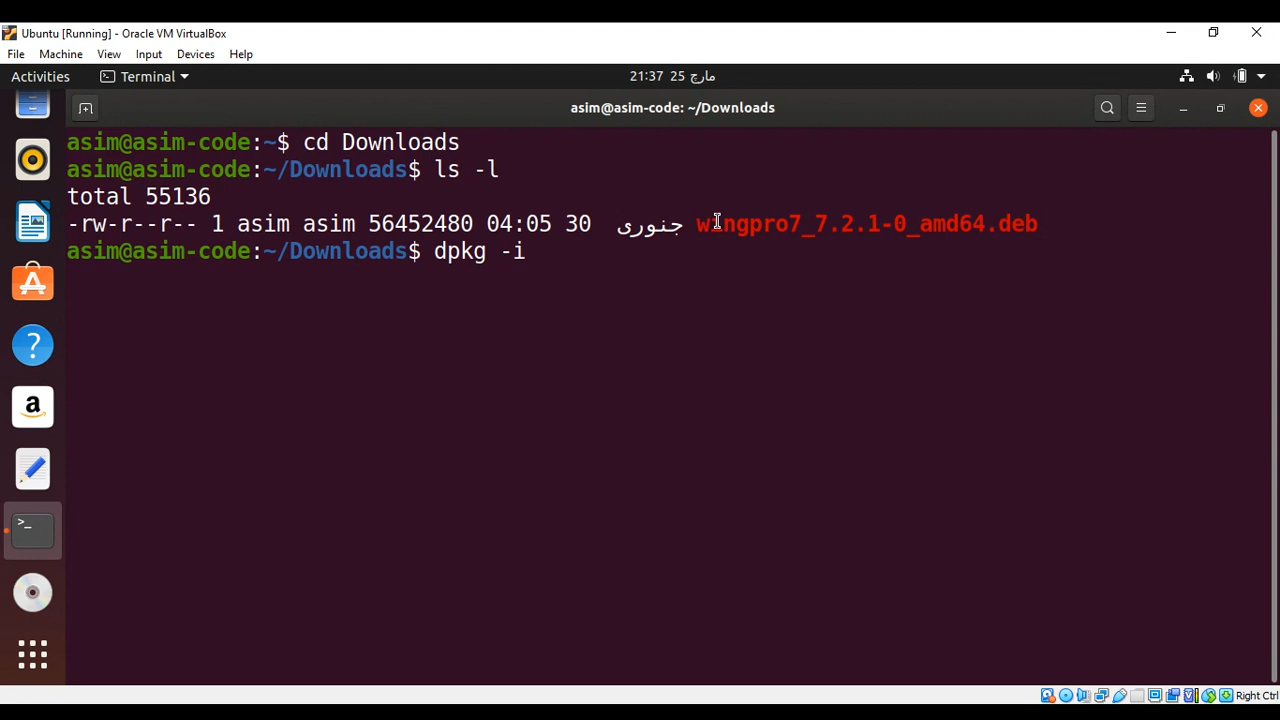 Ubuntu [Running] - Oracle VM VirtualBox
File Machine View Input Devices Help
Activities Terminal 21:37 25 مارچ
asim@asim-code: ~/Downloads
asim@asim-code:~$ cd Downloads
asim@asim-code:~/Downloads$ ls -l
total 55136
-rw-r--r-- 1 asim asim 56452480 04:05 30 جنوری wingpro7_7.2.1-0_amd64.deb
asim@asim-code:~/Downloads$ dpkg -i
Right Ctrl